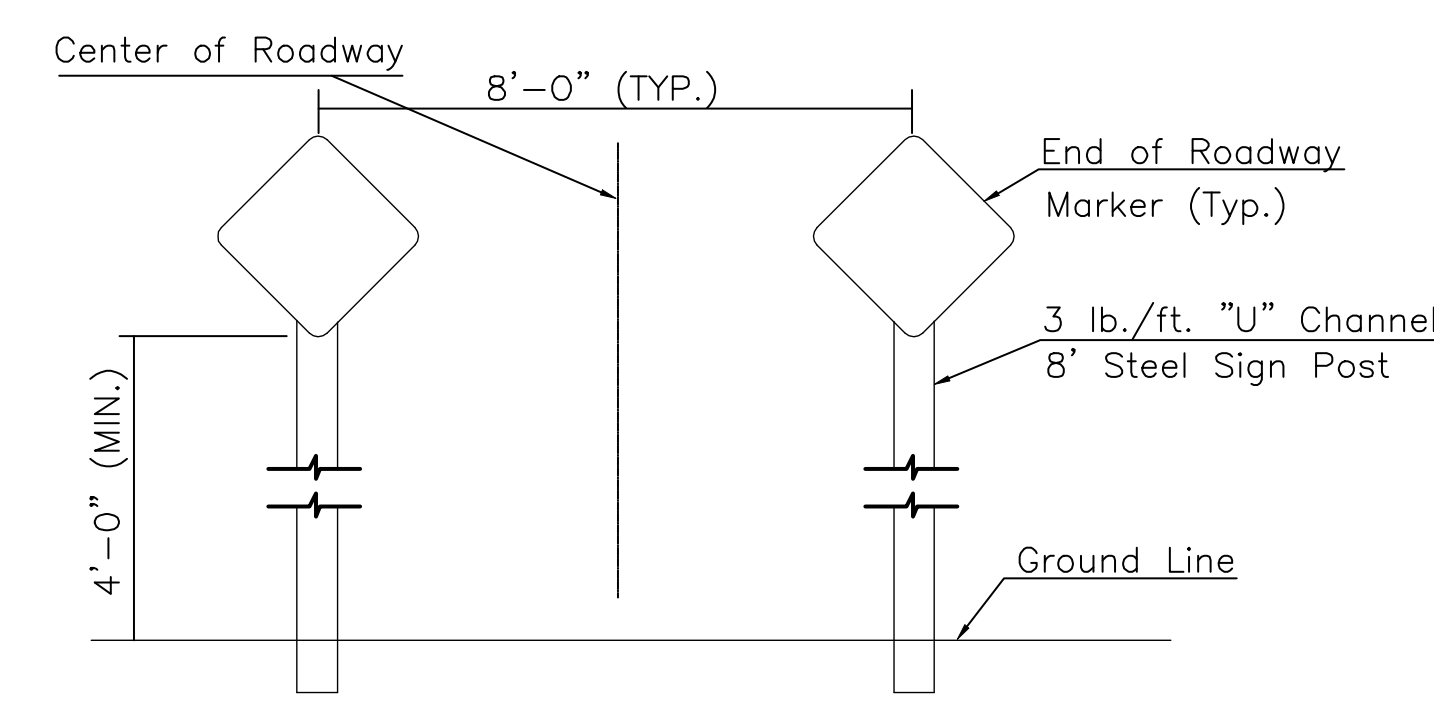 Center of Roadway
8'-0" (TYP.)
End of Roadway
Marker (Typ.)
3 lb./ft. "U" Channel
8' Steel Sign Post
4'-0" (MIN.)
Ground Line